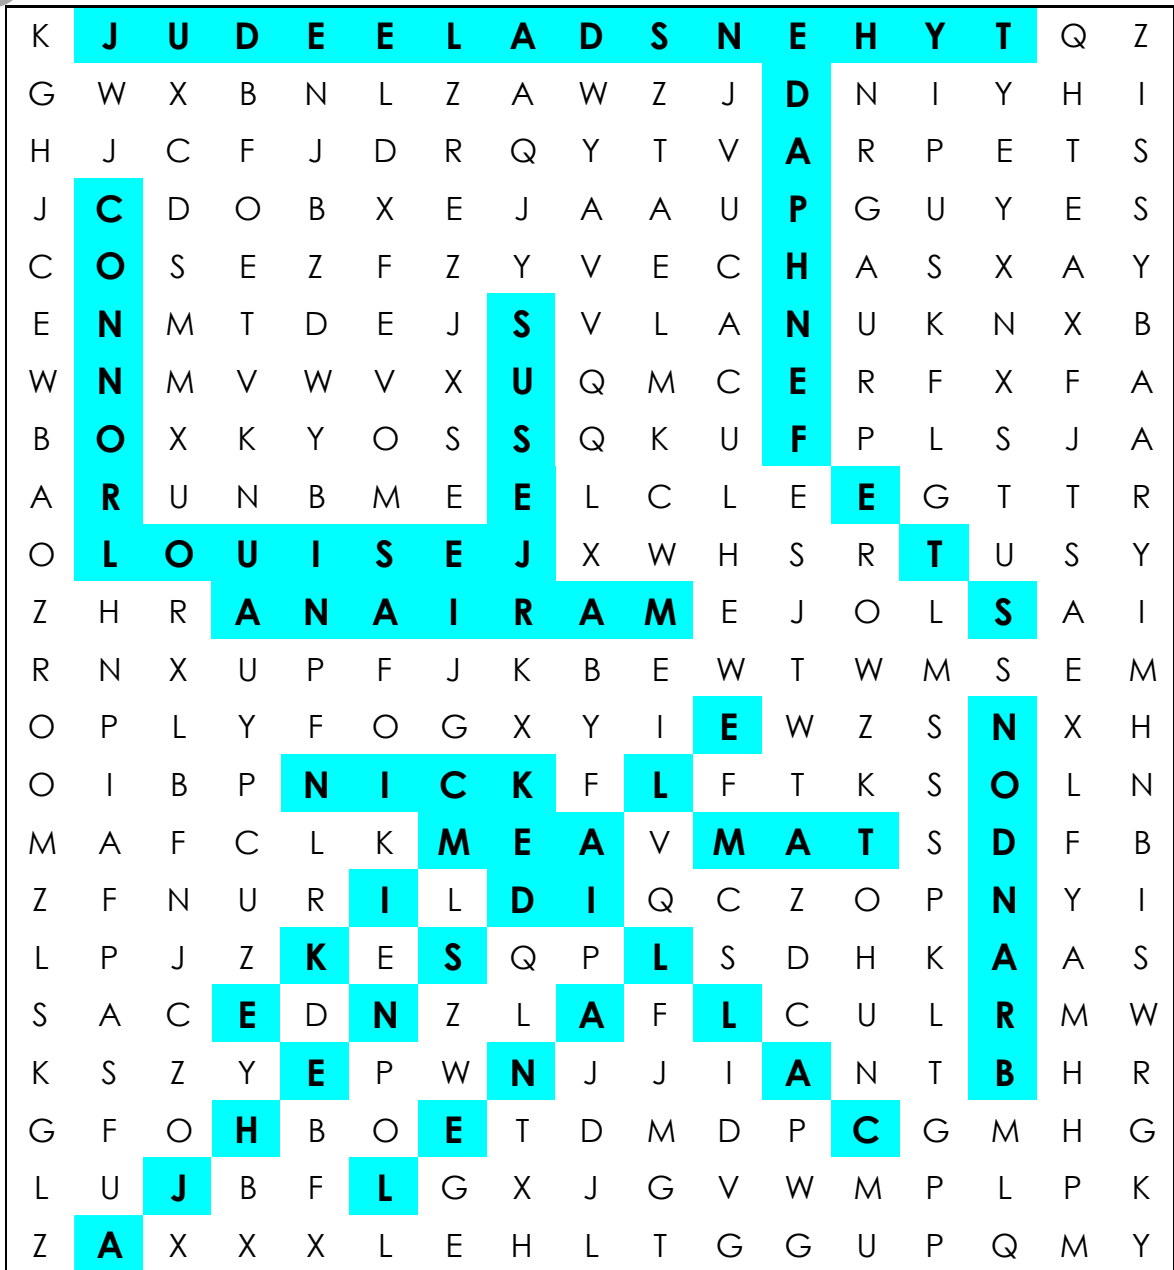 K J U D E E L A D S N E H Y T Q Z
G W X B N L Z A W Z J D N I Y H I
H J C F J D R Q Y T V A R P E T S
J C D O B X E J A A U P G U Y E S
C O S E Z F Z Y V E C H A S X A Y
E N M T D E J S V L A N U K N X B
W N M V W V X U Q M C E R F X F A
B O X K Y O S S Q K U F P L S J A
A R U N B M E E L C L E E G T T R
O L O U I S E J X W H S R T U S Y
Z H R A N A I R A M E J O L S A I
R N X U P F J K B E W T W M S E M
O P L Y F O G X Y I E W Z S N X H
O I B P N I C K F L F T K S O L N
M A F C L K M E A V M A T S D F B
Z F N U R I L D I Q C Z O P N Y I
L P J Z K E S Q P L S D H K A A S
S A C E D N Z L A F L C U L R M W
K S Z Y E P W N J J I A N T B H R
G F O H B O E T D M D P C G M H G
L U J B F L G X J G V W M P L P K
Z A X X X L E H L T G G U P Q M Y